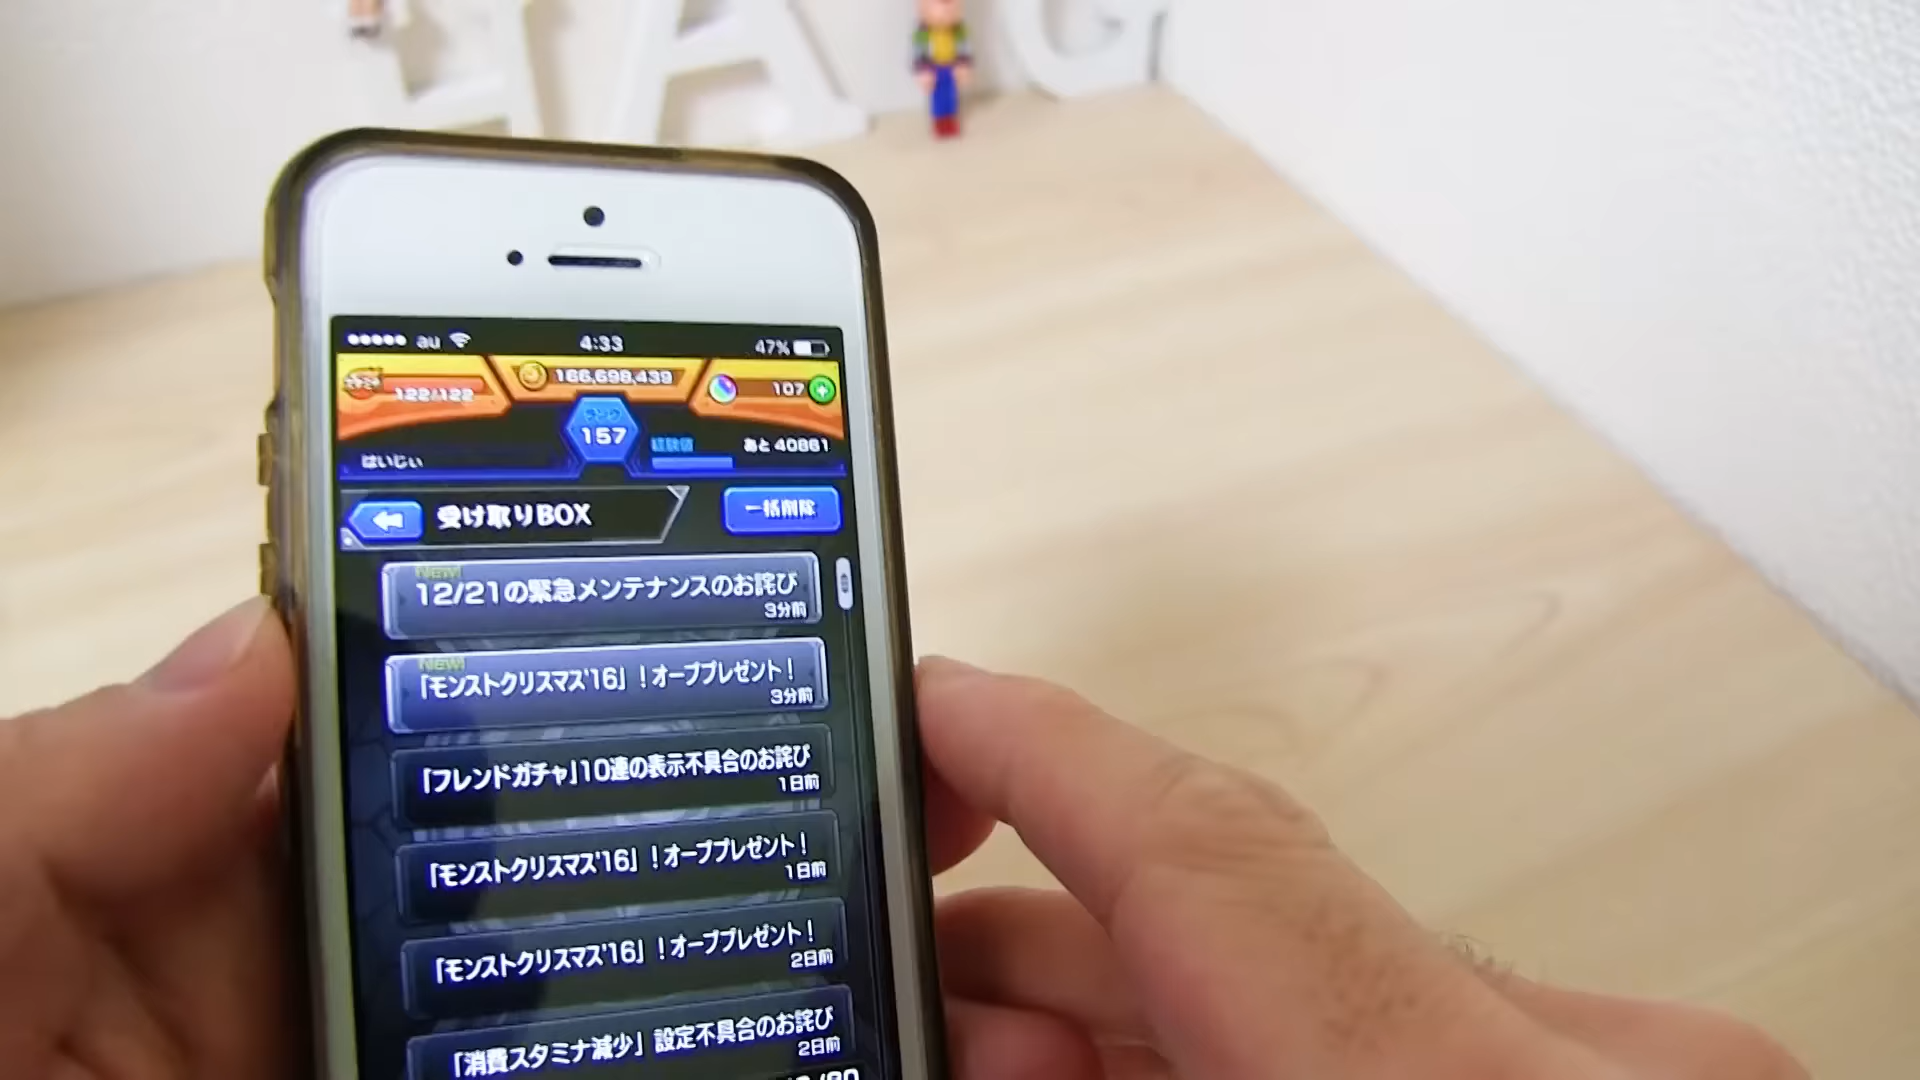 au 4:33 47%
122/122 166,698,439 107
ランク
157
経験値 あと 40861
はいじぃ
受け取りBOX 一括削除
NEW!
12/21の緊急メンテナンスのお詫び
3分前
NEW!
「モンストクリスマス'16」！オーブプレゼント！
3分前
「フレンドガチャ」10連の表示不具合のお詫び
1日前
「モンストクリスマス'16」！オーブプレゼント！
1日前
「モンストクリスマス'16」！オーブプレゼント！
2日前
「消費スタミナ減少」設定不具合のお詫び
2日前